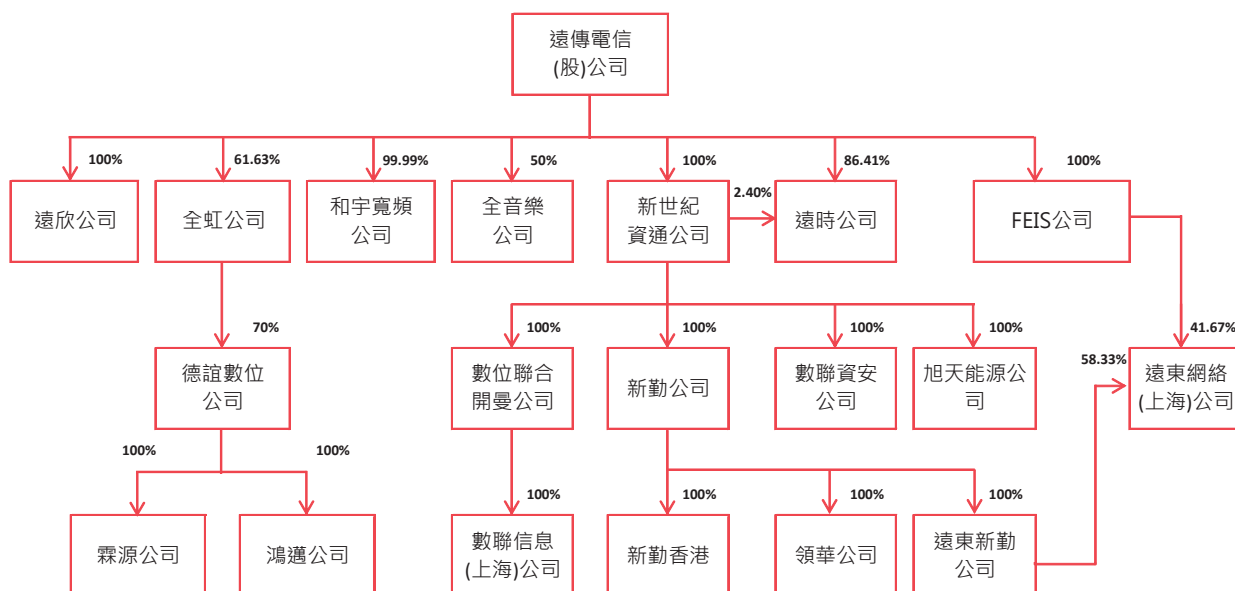 遠傳電信
(股)公司
100%
61.63%
99.99%
50%
100%
86.41%
100%
遠欣公司
全虹公司
和宇寬頻
公司
全音樂
公司
新世紀
資通公司
2.40%
遠時公司
FEIS公司
70%
100%
100%
100%
100%
41.67%
58.33%
德誼數位
公司
數位聯合
開曼公司
新勤公司
數聯資安
公司
旭天能源公
司
遠東網絡
(上海)公司
100%
100%
100%
100%
100%
100%
霖源公司
鴻邁公司
數聯信息
(上海)公司
新勤香港
領華公司
遠東新勤
公司